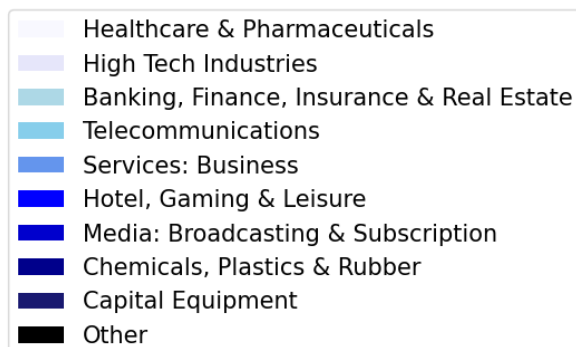 Healthcare & Pharmaceuticals
High Tech Industries
Banking, Finance, Insurance & Real Estate
Telecommunications
Services: Business
Hotel, Gaming & Leisure
Media: Broadcasting & Subscription
Chemicals, Plastics & Rubber
Capital Equipment
Other